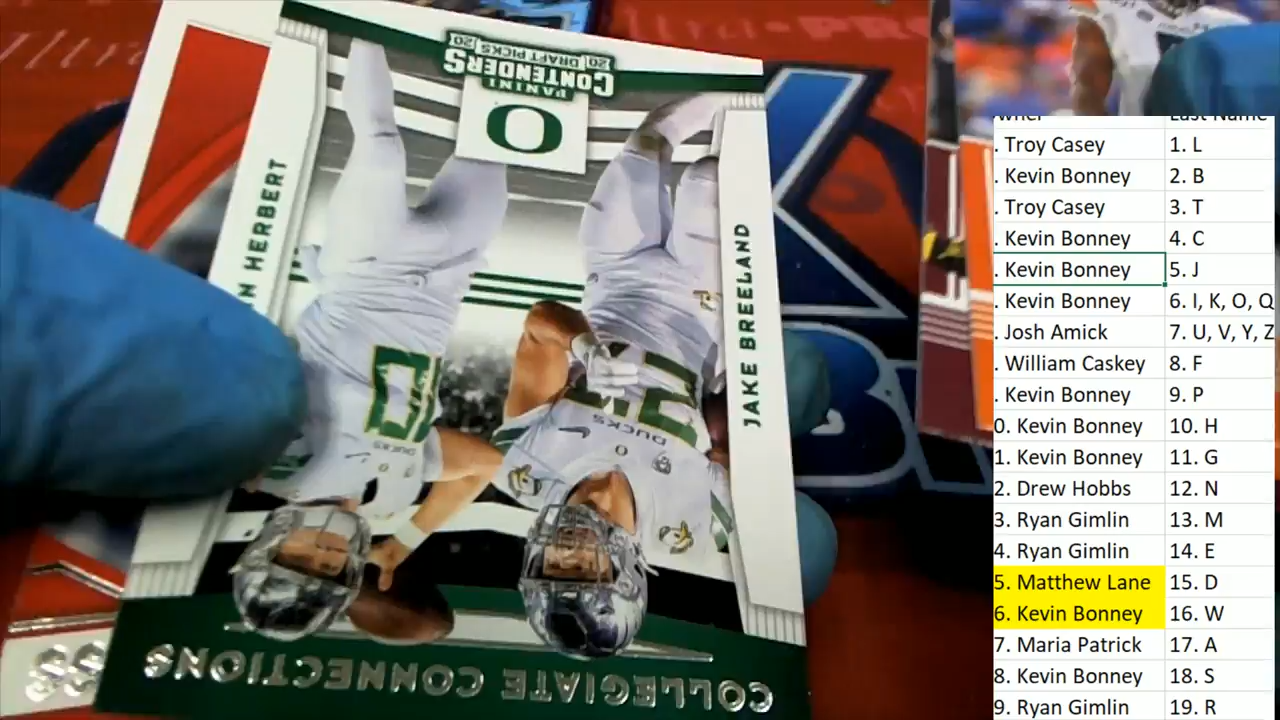 20 DRAFT PICKS 20
PANINI
CONTENDERS
O
N HERBERT
JAKE BREELAND
10
DUCKS
27
DUCKS
COLLEGIATE CONNECTIONS
. Troy Casey 1. L
. Kevin Bonney 2. B
. Troy Casey 3. T
. Kevin Bonney 4. C
. Kevin Bonney 5. J
. Kevin Bonney 6. I, K, O, Q
. Josh Amick 7. U, V, Y, Z
. William Caskey 8. F
. Kevin Bonney 9. P
0. Kevin Bonney 10. H
1. Kevin Bonney 11. G
2. Drew Hobbs 12. N
3. Ryan Gimlin 13. M
4. Ryan Gimlin 14. E
5. Matthew Lane 15. D
6. Kevin Bonney 16. W
7. Maria Patrick 17. A
8. Kevin Bonney 18. S
9. Ryan Gimlin 19. R